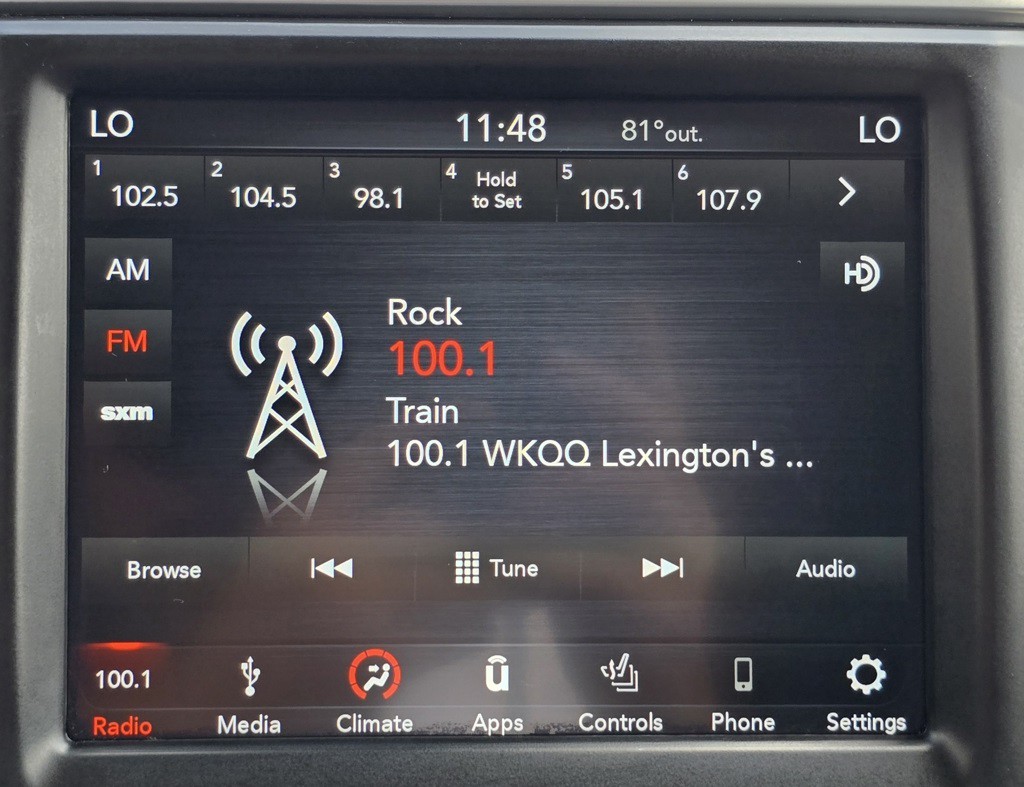 LO 11:48 81°out. LO
1 102.5 2 104.5 3 98.1 4 Hold to Set 5 105.1 6 107.9
AM
HD
Rock
FM
100.1
sxm
Train
100.1 WKQQ Lexington's ...
Browse Tune Audio
100.1 u
Radio Media Climate Apps Controls Phone Settings